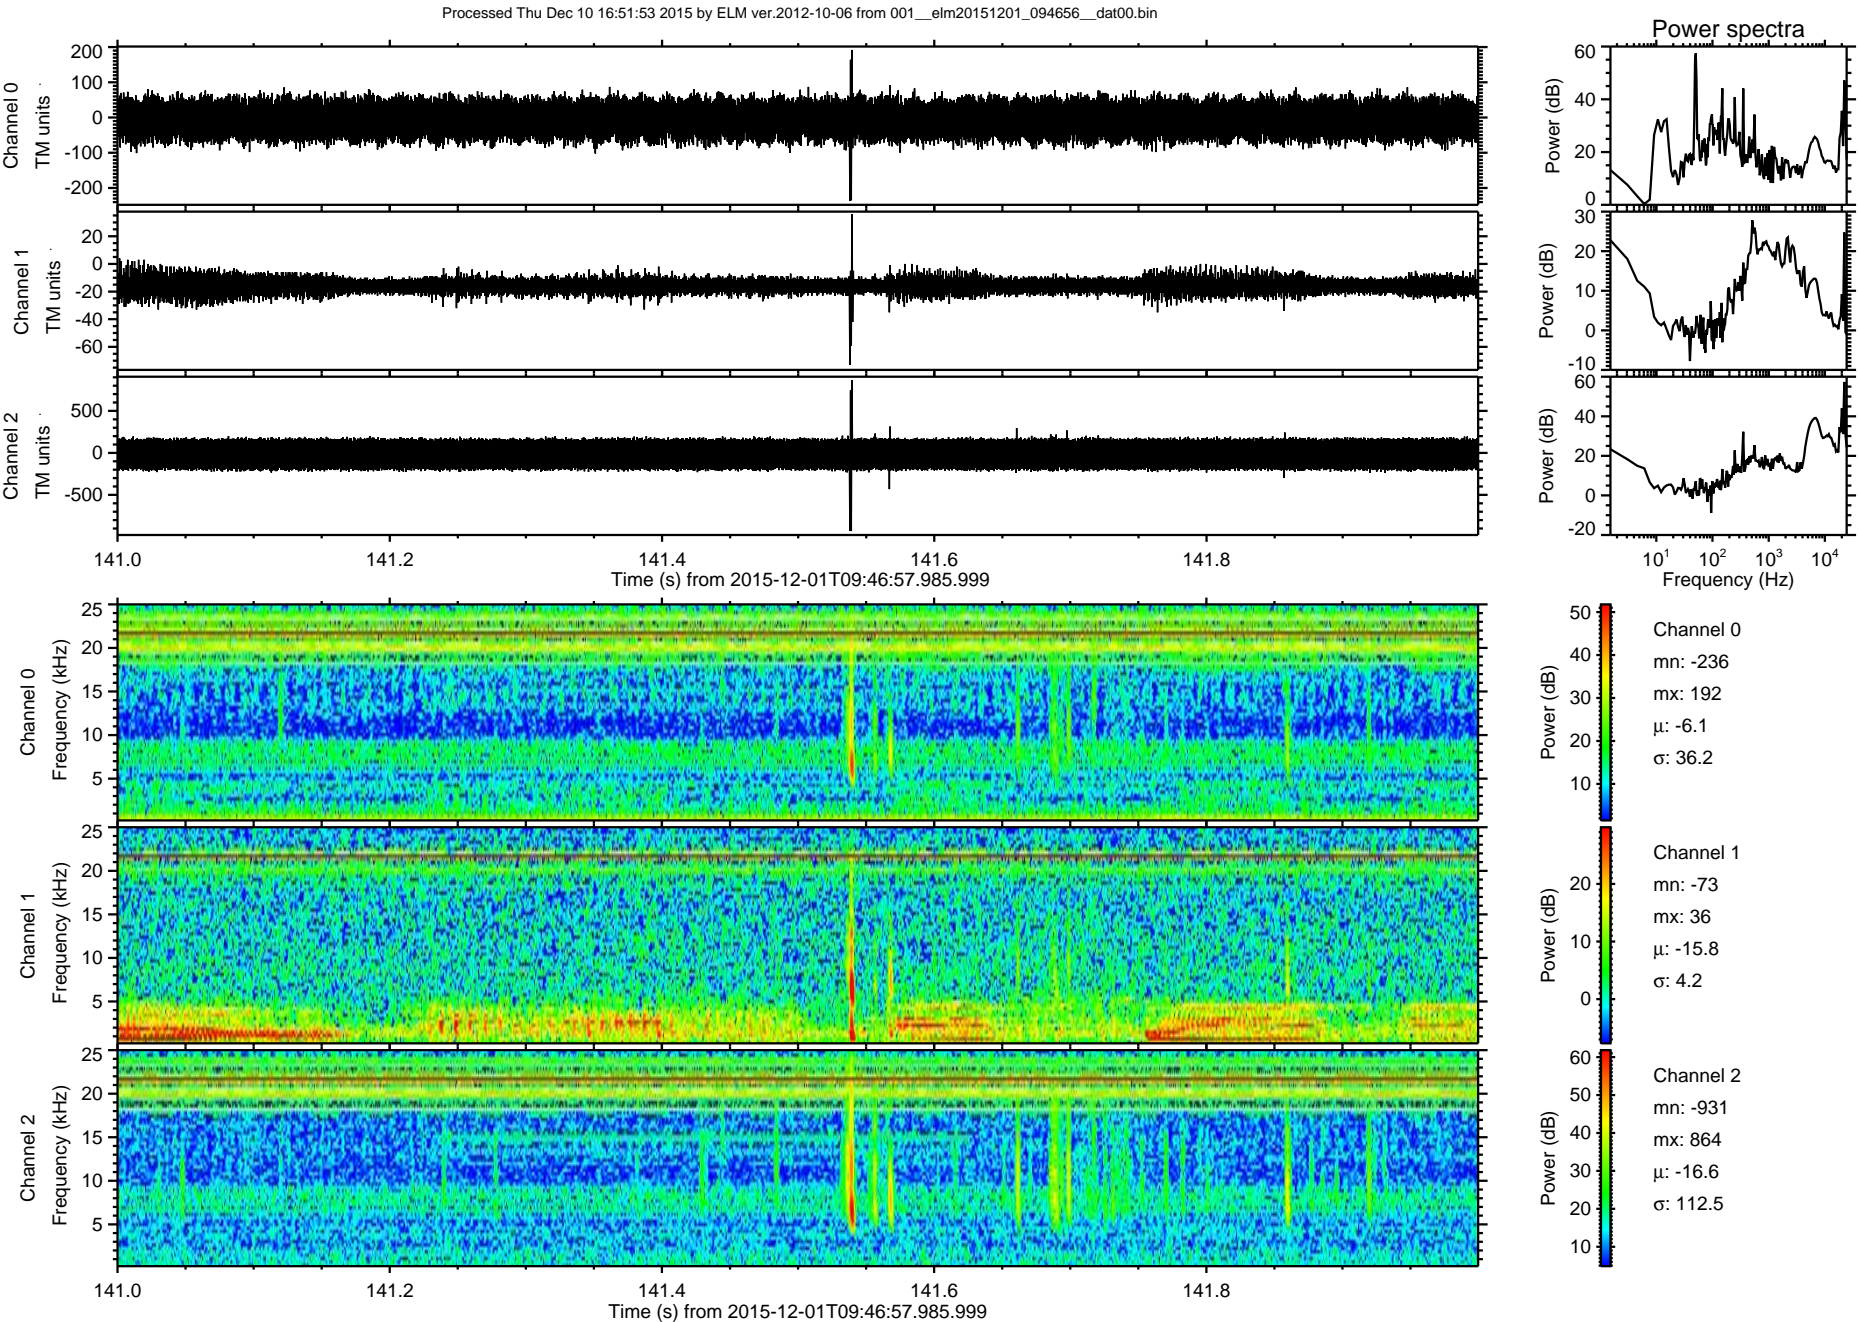 Processed Thu Dec 10 16:51:53 2015 by ELM ver.2012-10-06 from 001__elm20151201_094656__dat00.bin
Power spectra
Channel 0
TM units
200
100
0
-100
-200
Power (dB)
60
40
20
0
Channel 1
TM units
20
0
-20
-40
-60
Power (dB)
30
20
10
0
-10
Channel 2
TM units
500
0
-500
Power (dB)
60
40
20
0
-20
141.0 141.2 141.4 141.6 141.8
Time (s) from 2015-12-01T09:46:57.985.999
10¹ 10² 10³ 10⁴
Frequency (Hz)
Channel 0
Frequency (kHz)
25
20
15
10
5
Power (dB)
50
40
30
20
10
Channel 0
mn: -236
mx: 192
μ: -6.1
σ: 36.2
Channel 1
Frequency (kHz)
25
20
15
10
5
Power (dB)
20
10
0
Channel 1
mn: -73
mx: 36
μ: -15.8
σ: 4.2
Channel 2
Frequency (kHz)
25
20
15
10
5
Power (dB)
60
50
40
30
20
10
Channel 2
mn: -931
mx: 864
μ: -16.6
σ: 112.5
141.0 141.2 141.4 141.6 141.8
Time (s) from 2015-12-01T09:46:57.985.999